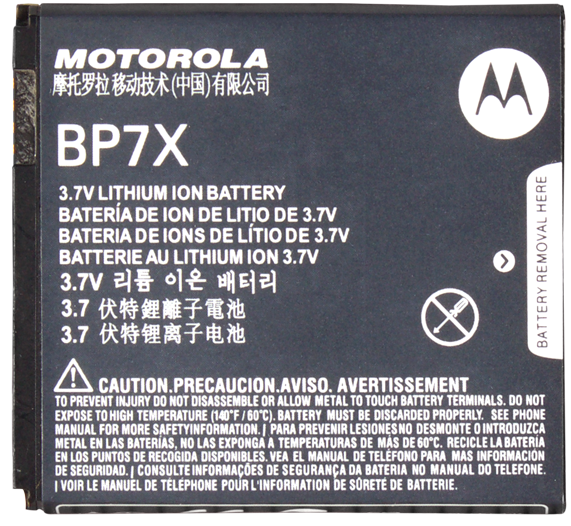 MOTOROLA
摩托罗拉移动技术(中国)有限公司
BP7X
3.7V LITHIUM ION BATTERY
BATERÍA DE ION DE LITIO DE 3.7V
BATERIA DE IONS DE LÍTIO DE 3.7V
BATTERIE AU LITHIUM ION 3.7V
3.7V 리튬 이온 배터리
3.7 伏特鋰離子電池
3.7 伏特锂离子电池
BATTERY REMOVAL HERE
CAUTION.PRECAUCION.AVISO. AVERTISSEMENT
TO PREVENT INJURY DO NOT DISASSEMBLE OR ALLOW METAL TO TOUCH BATTERY TERMINALS. DO NOT
EXPOSE TO HIGH TEMPERATURE (140°F / 60°C). BATTERY MUST BE DISCARDED PROPERLY. SEE PHONE
MANUAL FOR MORE SAFETYINFORMATION. | PARA PREVENIR LESIONES NO DESMONTE O INTRODUZCA
METAL EN LAS BATERÍAS, NO LAS EXPONGA A TEMPERATURAS DE MÁS DE 60°C. RECICLE LA BATERÍA
EN LOS PUNTOS DE RECOGIDA DISPONIBLES. VEA EL MANUAL DE TELÉFONO PARA MÁS INFORMACIÓN
DE SEGURIDAD. | CONSULTE INFORMAÇÕES DE SEGURANÇA DE BATERIA NO MANUAL DO TELEFONE.
| VOIR LE MANUEL DE TÉLÉPHONE POUR L' INFORMATION DE SÛRETÉ DE BATTERIE.